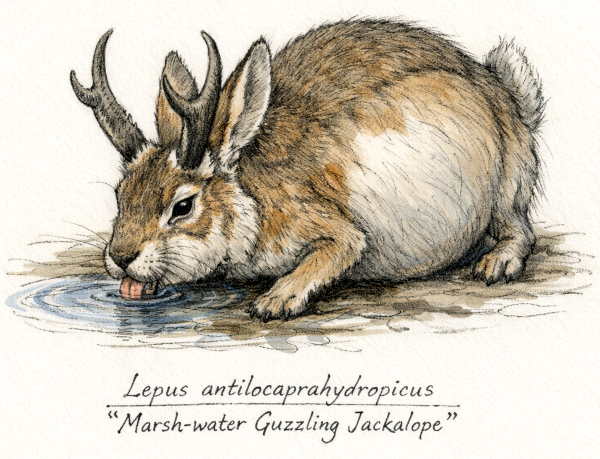 Lepus antilocaprahydropicus
“Marsh-water Guzzling Jackalope”